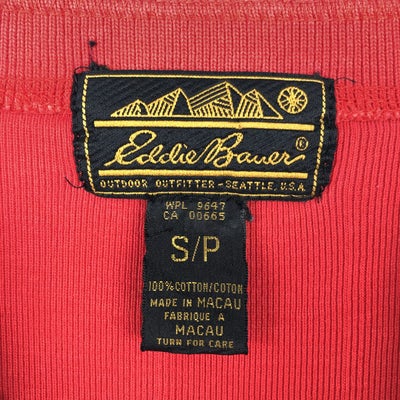 Eddie Bauer®
OUTDOOR OUTFITTER - SEATTLE, U.S.A.
WPL 9647
CA 00665
S/P
100% COTTON/COTON
MADE IN MACAU
FABRIQUE A
MACAU
TURN FOR CARE